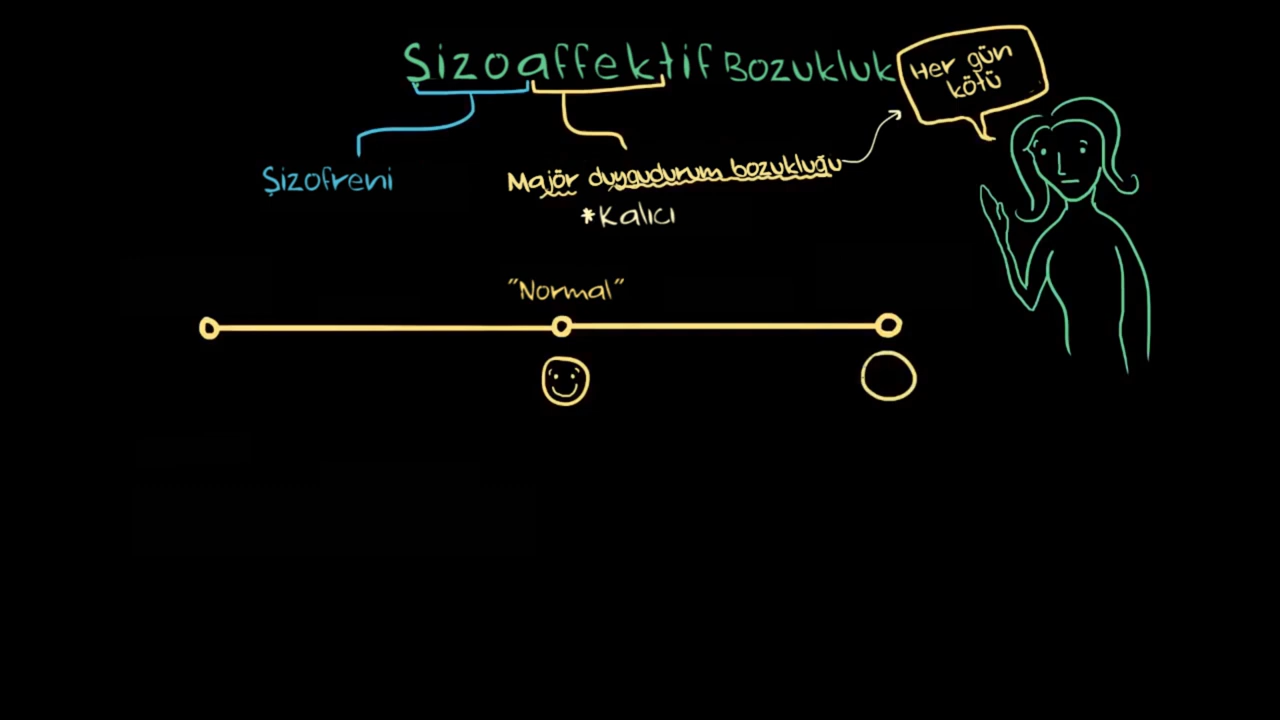 Şizoaffektif Bozukluk
Her gün
kötü
Şizofreni
Majör duygudurum bozukluğu
*Kalıcı
"Normal"